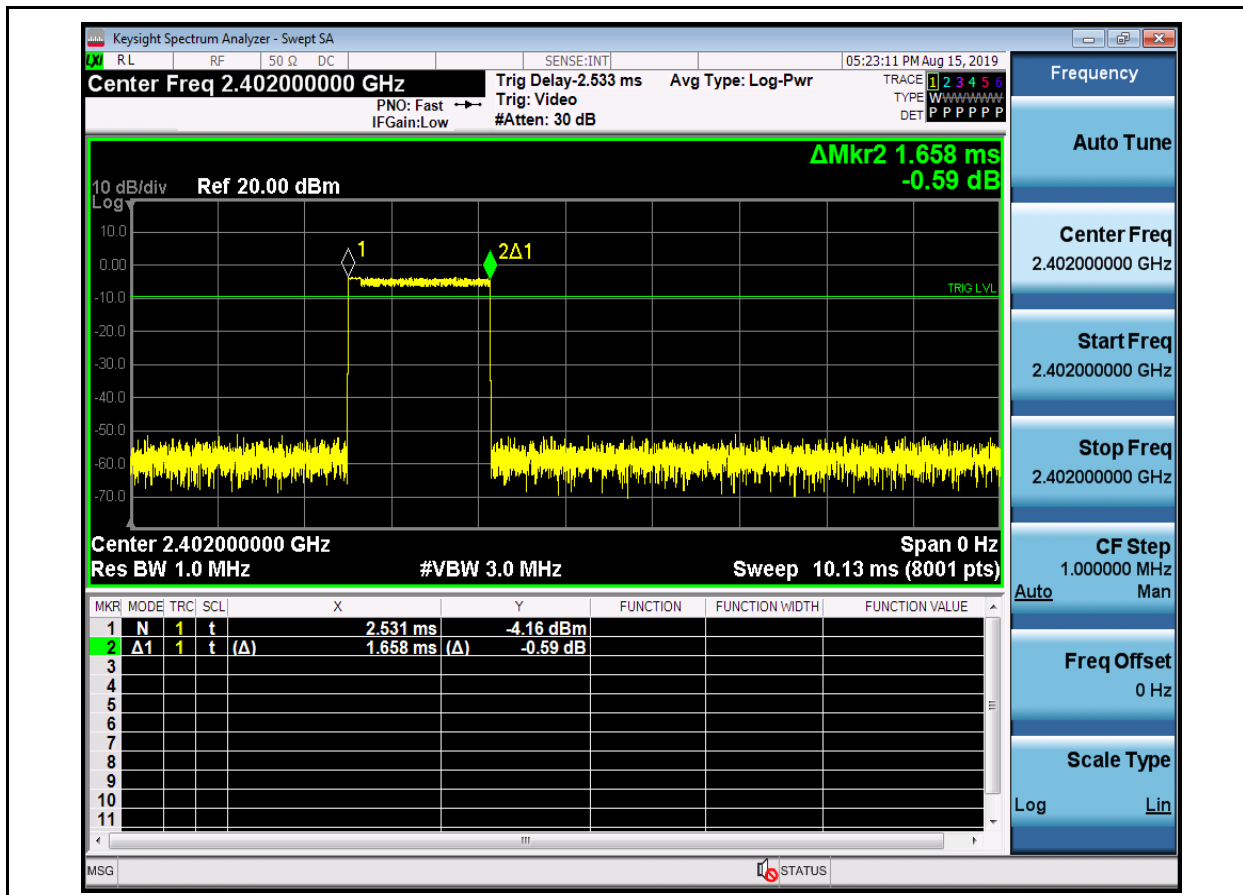 Keysight Spectrum Analyzer - Swept SA
LXI RL RF 50 Ω DC SENSE:INT 05:23:11 PM Aug 15, 2019
Center Freq 2.402000000 GHz
PNO: Fast
IFGain:Low
Trig Delay-2.533 ms
Trig: Video
#Atten: 30 dB
Avg Type: Log-Pwr
TRACE 1 2 3 4 5 6
TYPE WWWWWW
DET P P P P P P
ΔMkr2 1.658 ms
-0.59 dB
10 dB/div Ref 20.00 dBm
Log
10.0
0.00
-10.0
-20.0
-30.0
-40.0
-50.0
-60.0
-70.0
1
2Δ1
TRIG LVL
Center 2.402000000 GHz Span 0 Hz
Res BW 1.0 MHz #VBW 3.0 MHz Sweep 10.13 ms (8001 pts)
MKR MODE TRC SCL X Y FUNCTION FUNCTION WIDTH FUNCTION VALUE
1 N 1 t 2.531 ms -4.16 dBm
2 Δ1 1 t (Δ) 1.658 ms (Δ) -0.59 dB
3
4
5
6
7
8
9
10
11
MSG STATUS
Frequency
Auto Tune
Center Freq
2.402000000 GHz
Start Freq
2.402000000 GHz
Stop Freq
2.402000000 GHz
CF Step
1.000000 MHz
Auto Man
Freq Offset
0 Hz
Scale Type
Log Lin